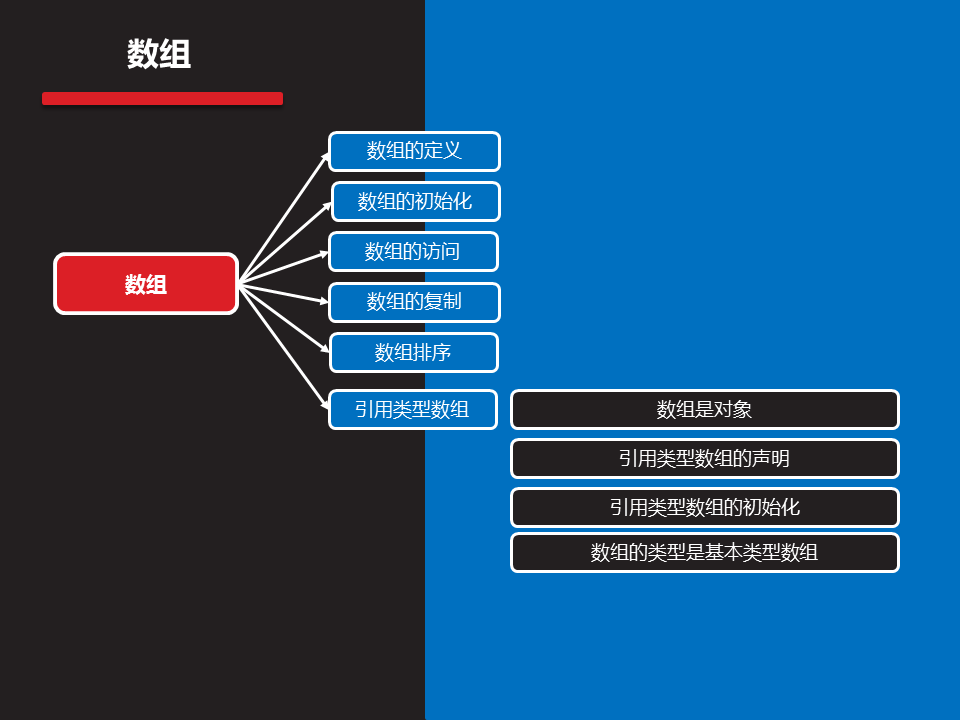 数组
数组的定义
数组的初始化
数组的访问
数组
数组的复制
数组排序
引用类型数组
数组是对象
引用类型数组的声明
引用类型数组的初始化
数组的类型是基本类型数组